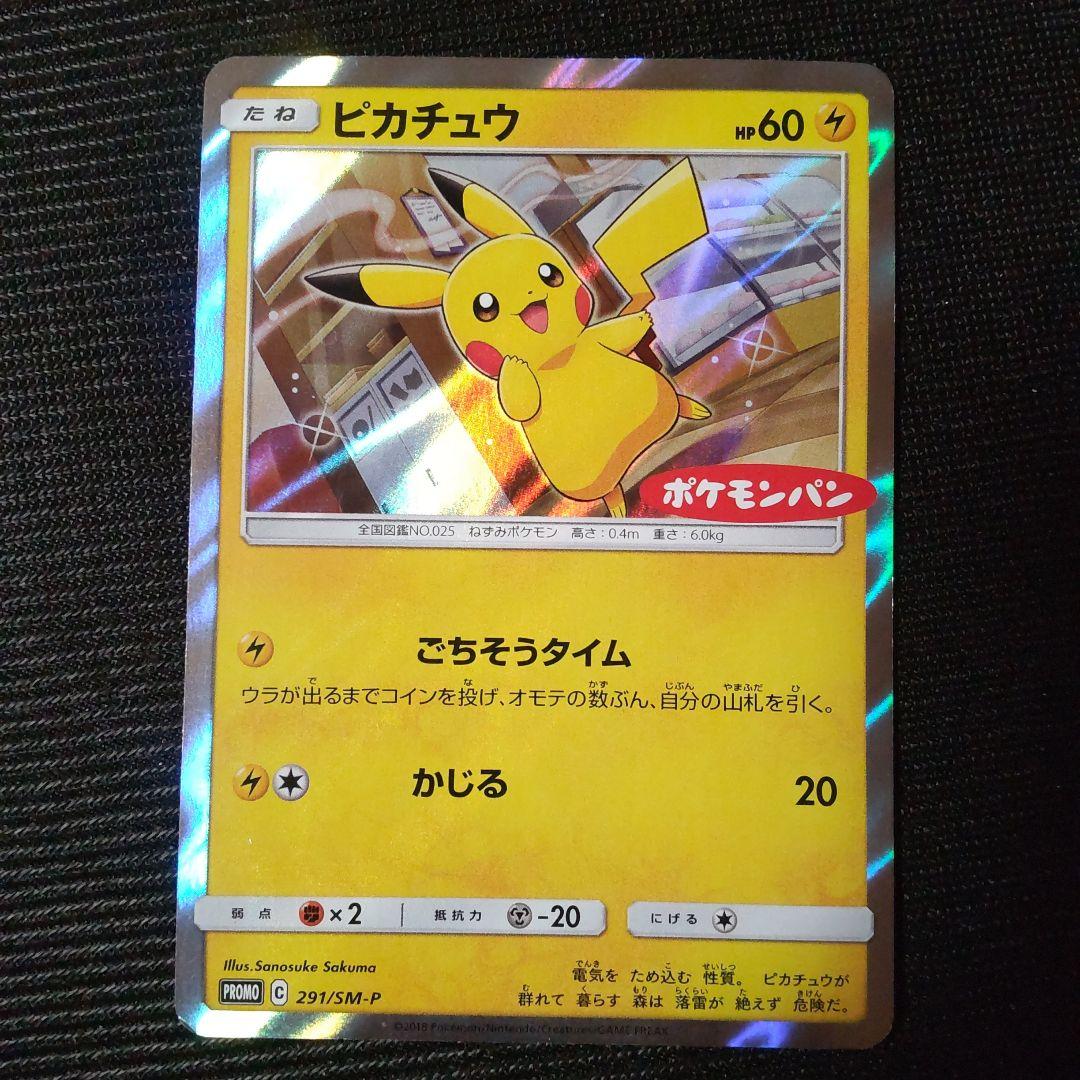 たね ピカチュウ HP60
ポケモンパン
全国図鑑NO.025 ねずみポケモン 高さ:0.4m 重さ:6.0kg
ごちそうタイム
ウラが出るまでコインを投げ、オモテの数ぶん、自分の山札を引く。
かじる 20
弱点 ×2 抵抗力 -20 にげる
Illus.Sanosuke Sakuma
電気を ため込む 性質。 ピカチュウが
群れて 暮らす 森は 落雷が 絶えず 危険だ。
PROMO C 291/SM-P
©2018 Pokémon/Nintendo/Creatures/GAME FREAK